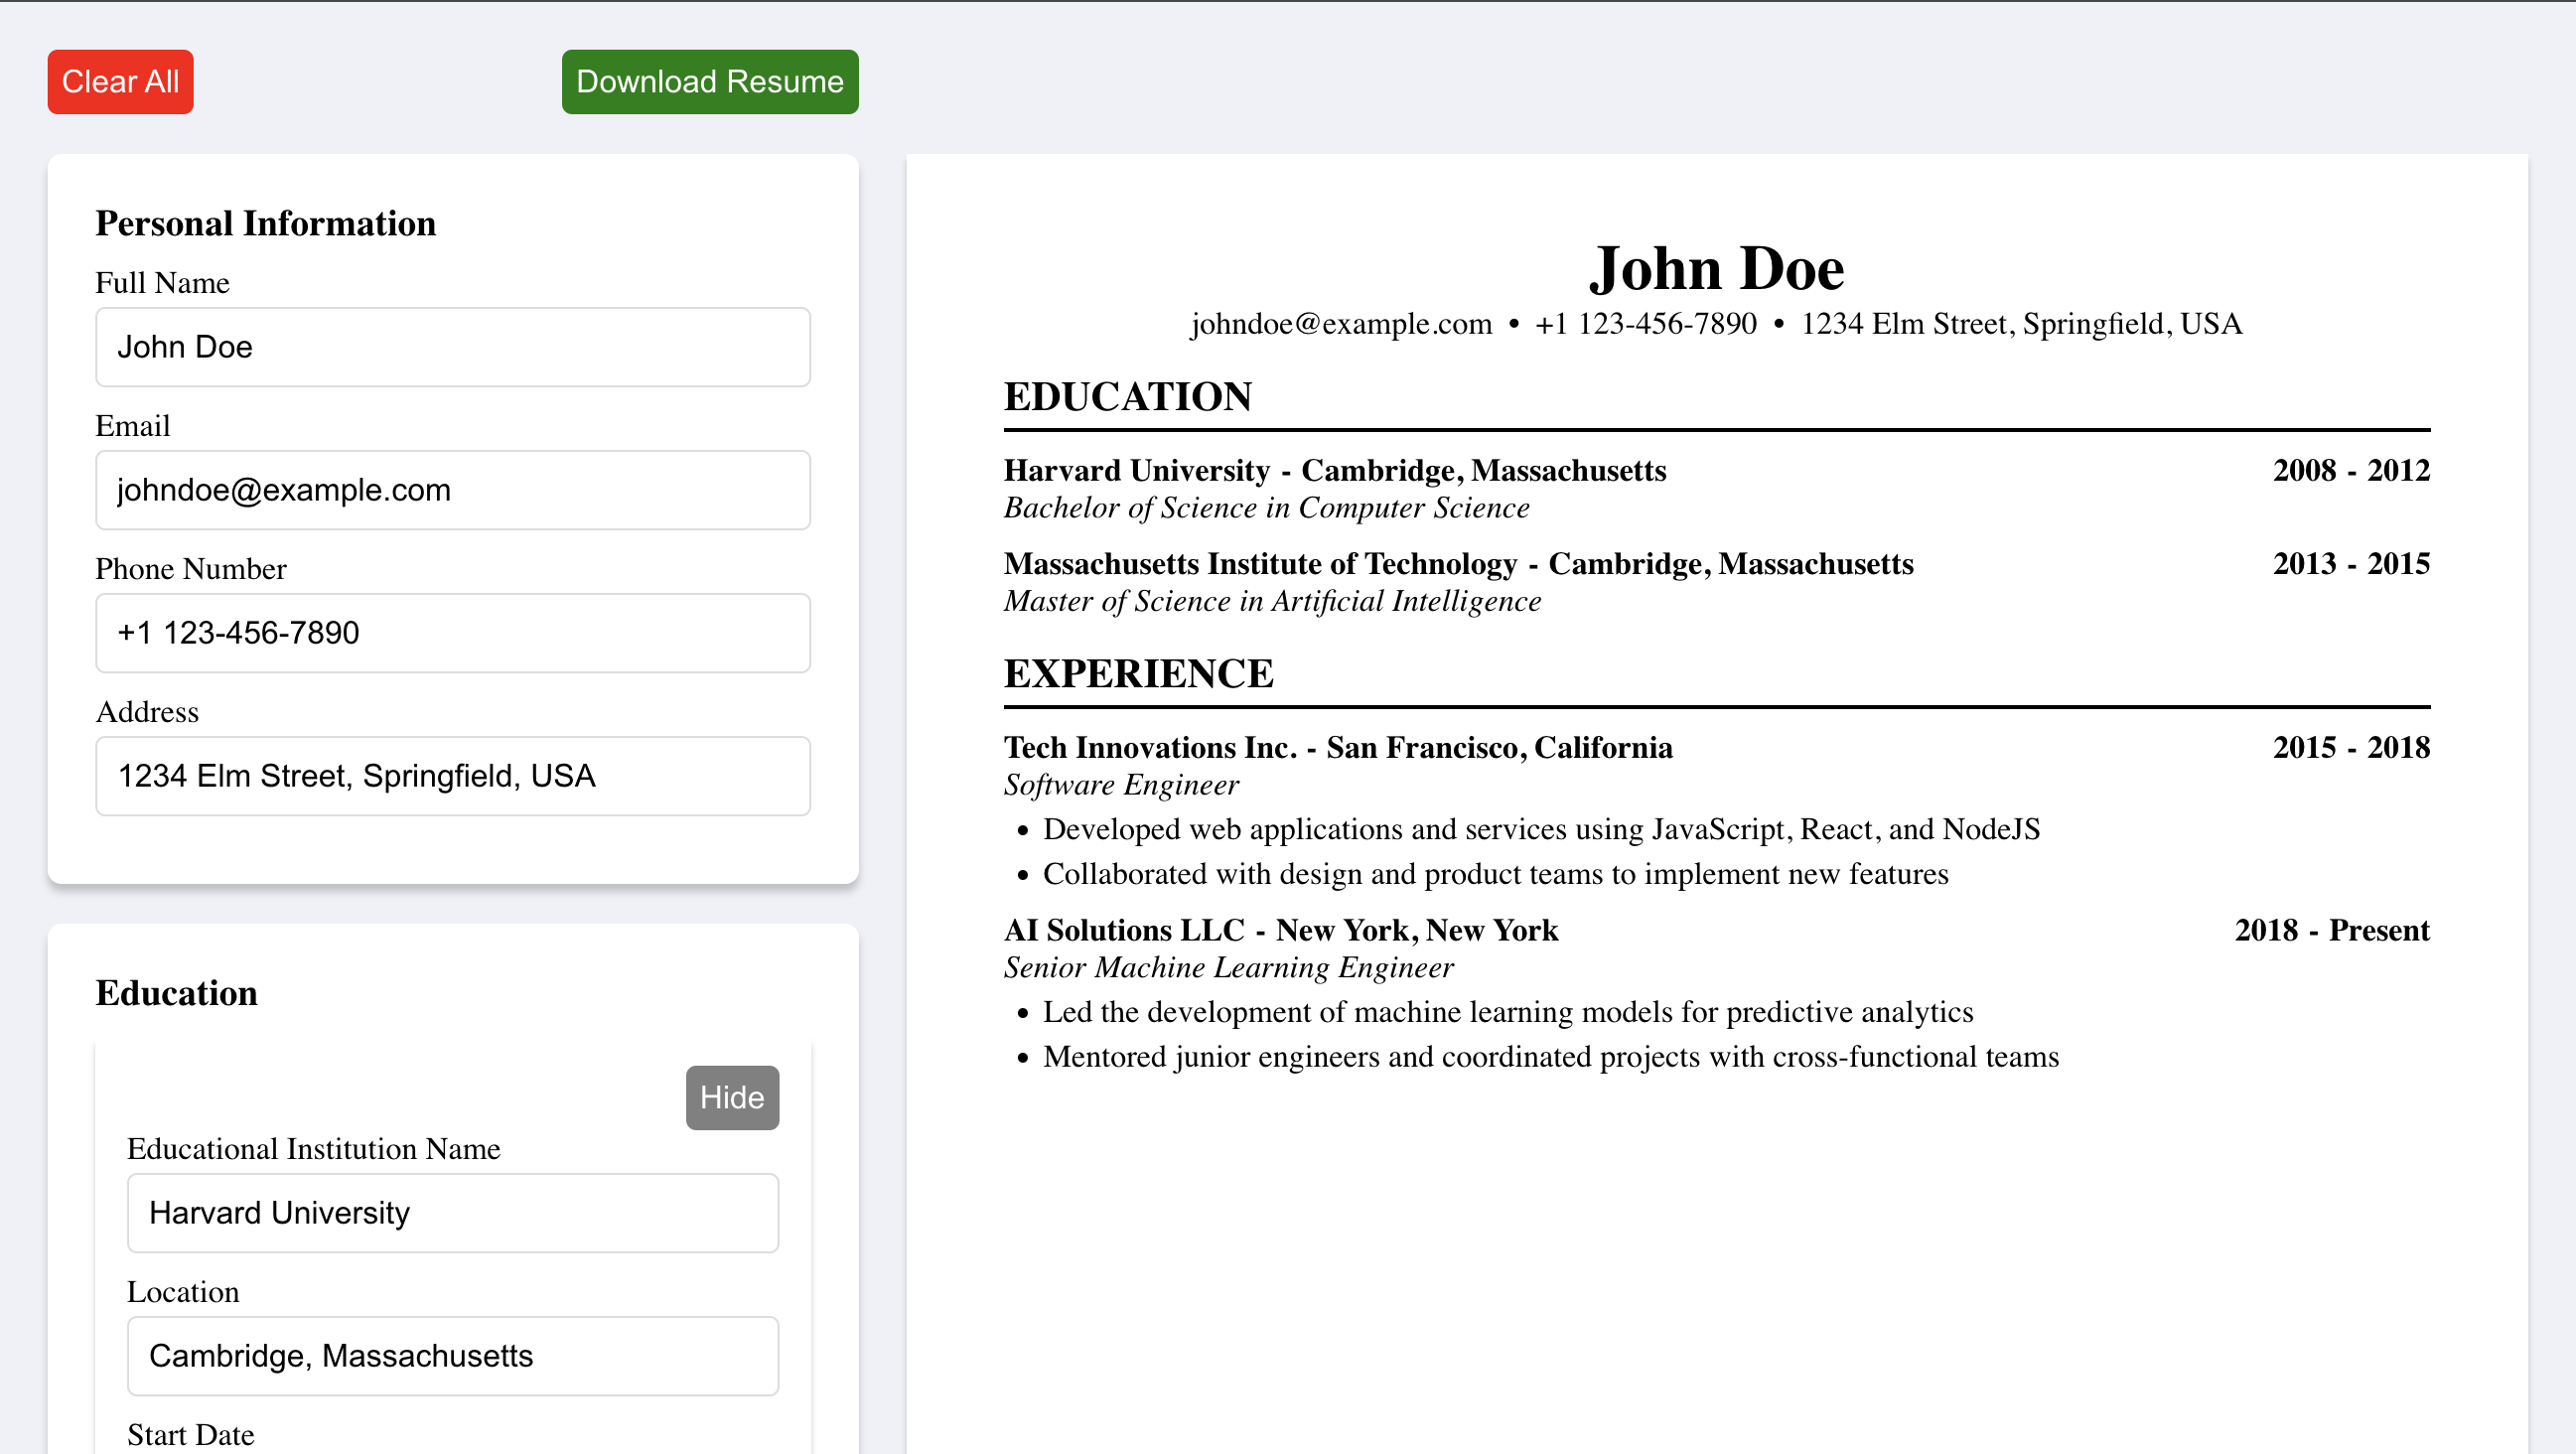 Clear All
Download Resume
Personal Information
Full Name
John Doe
Email
johndoe@example.com
Phone Number
+1 123-456-7890
Address
1234 Elm Street, Springfield, USA
Education
Hide
Educational Institution Name
Harvard University
Location
Cambridge, Massachusetts
Start Date
John Doe
johndoe@example.com • +1 123-456-7890 • 1234 Elm Street, Springfield, USA
EDUCATION
Harvard University - Cambridge, Massachusetts 2008 - 2012
Bachelor of Science in Computer Science
Massachusetts Institute of Technology - Cambridge, Massachusetts 2013 - 2015
Master of Science in Artificial Intelligence
EXPERIENCE
Tech Innovations Inc. - San Francisco, California 2015 - 2018
Software Engineer
• Developed web applications and services using JavaScript, React, and NodeJS
• Collaborated with design and product teams to implement new features
AI Solutions LLC - New York, New York 2018 - Present
Senior Machine Learning Engineer
• Led the development of machine learning models for predictive analytics
• Mentored junior engineers and coordinated projects with cross-functional teams